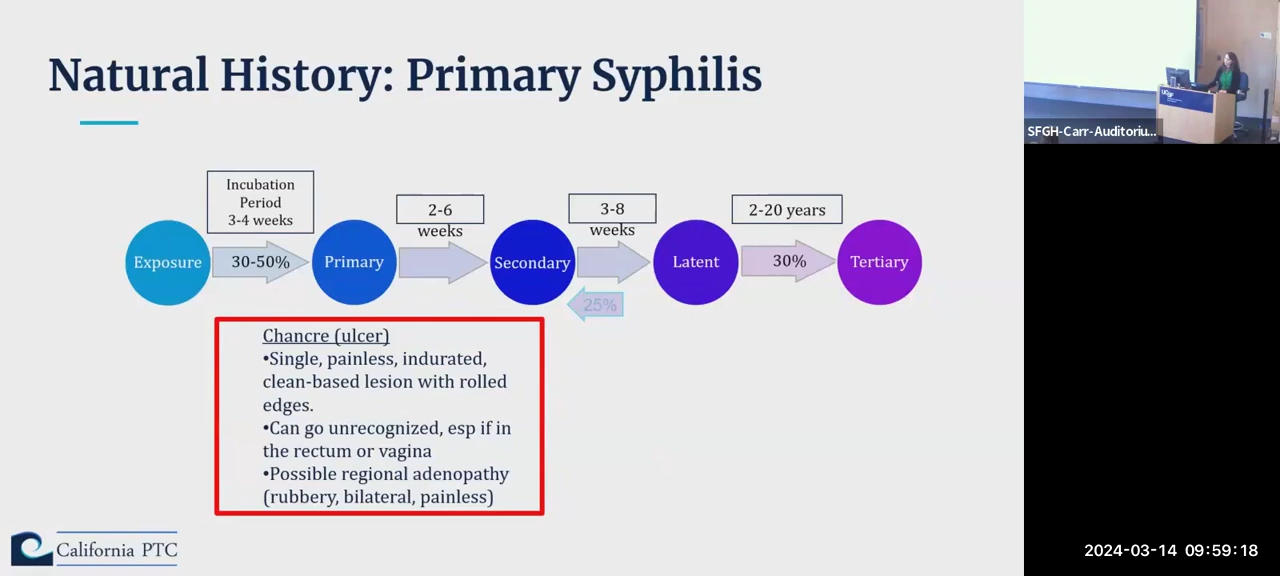 Natural History: Primary Syphilis
Incubation
Period
3-4 weeks
2-6
weeks
3-8
weeks
2-20 years
Exposure
30-50%
Primary
Secondary
Latent
30%
Tertiary
25%
Chancre (ulcer)
•Single, painless, indurated,
clean-based lesion with rolled
edges.
•Can go unrecognized, esp if in
the rectum or vagina
•Possible regional adenopathy
(rubbery, bilateral, painless)
California PTC
UCSF
SFGH-Carr-Auditoriu...
2024-03-14 09:59:18